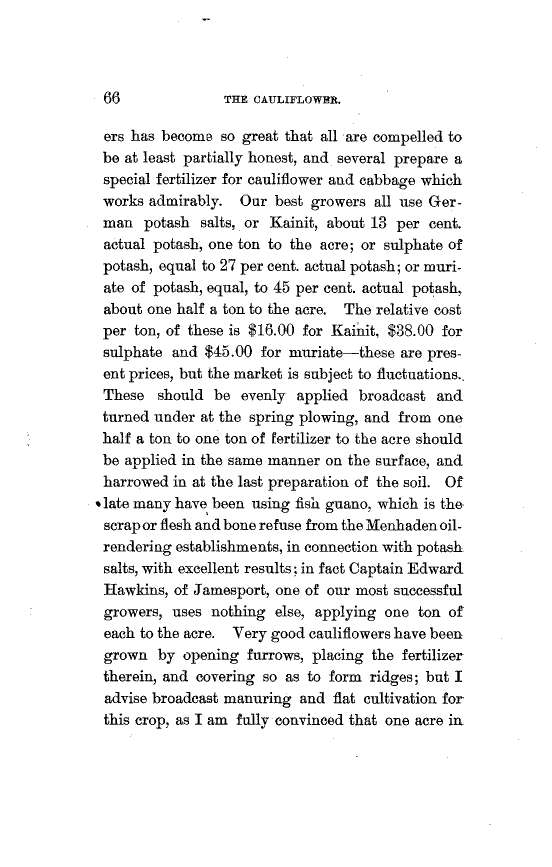 66 THE CAULIFLOWER.
ers has become so great that all are compelled to
be at least partially honest, and several prepare a
special fertilizer for cauliflower and cabbage which
works admirably. Our best growers all use Ger-
man potash salts, or Kainit, about 13 per cent.
actual potash, one ton to the acre; or sulphate of
potash, equal to 27 per cent. actual potash; or muri-
ate of potash, equal, to 45 per cent. actual potash,
about one half a ton to the acre. The relative cost
per ton, of these is $16.00 for Kainit, $38.00 for
sulphate and $45.00 for muriate—these are pres-
ent prices, but the market is subject to fluctuations.
These should be evenly applied broadcast and
turned under at the spring plowing, and from one
half a ton to one ton of fertilizer to the acre should
be applied in the same manner on the surface, and
harrowed in at the last preparation of the soil. Of
late many have been using fish guano, which is the
scrap or flesh and bone refuse from the Menhaden oil-
rendering establishments, in connection with potash
salts, with excellent results; in fact Captain Edward
Hawkins, of Jamesport, one of our most successful
growers, uses nothing else, applying one ton of
each to the acre. Very good cauliflowers have been
grown by opening furrows, placing the fertilizer
therein, and covering so as to form ridges; but I
advise broadcast manuring and flat cultivation for
this crop, as I am fully convinced that one acre in